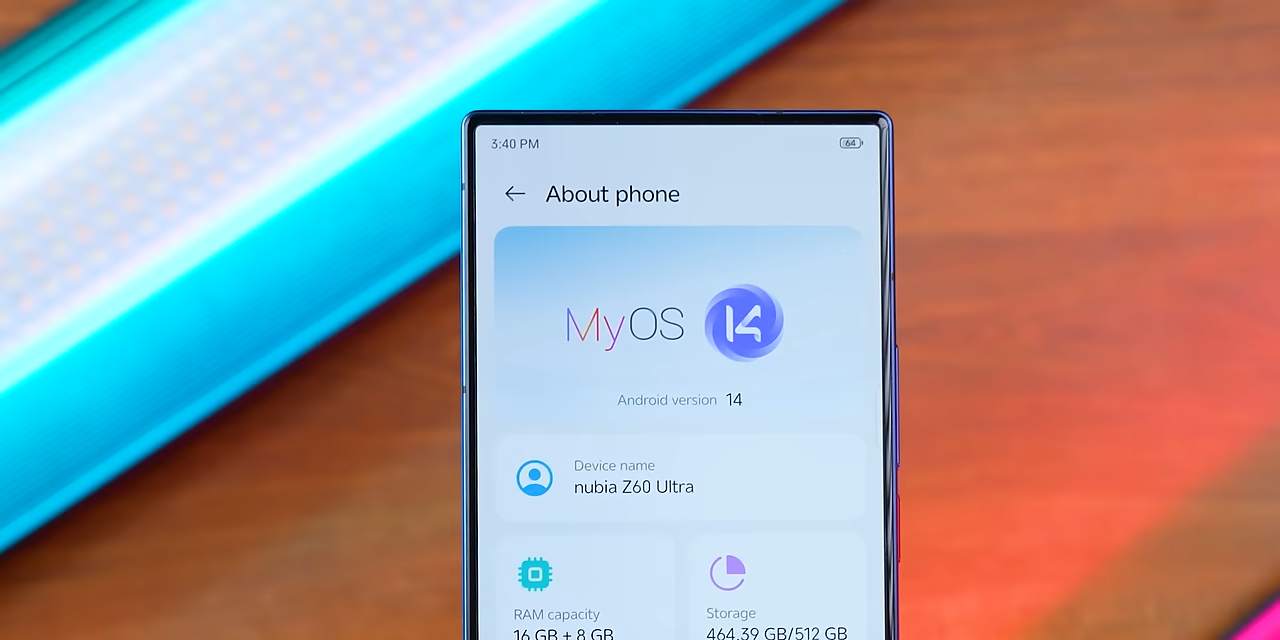 3:40 PM
64
About phone
MyOS 14
Android version 14
Device name
nubia Z60 Ultra
RAM capacity
16 GB + 8 GB
Storage
464.39 GB/512 GB